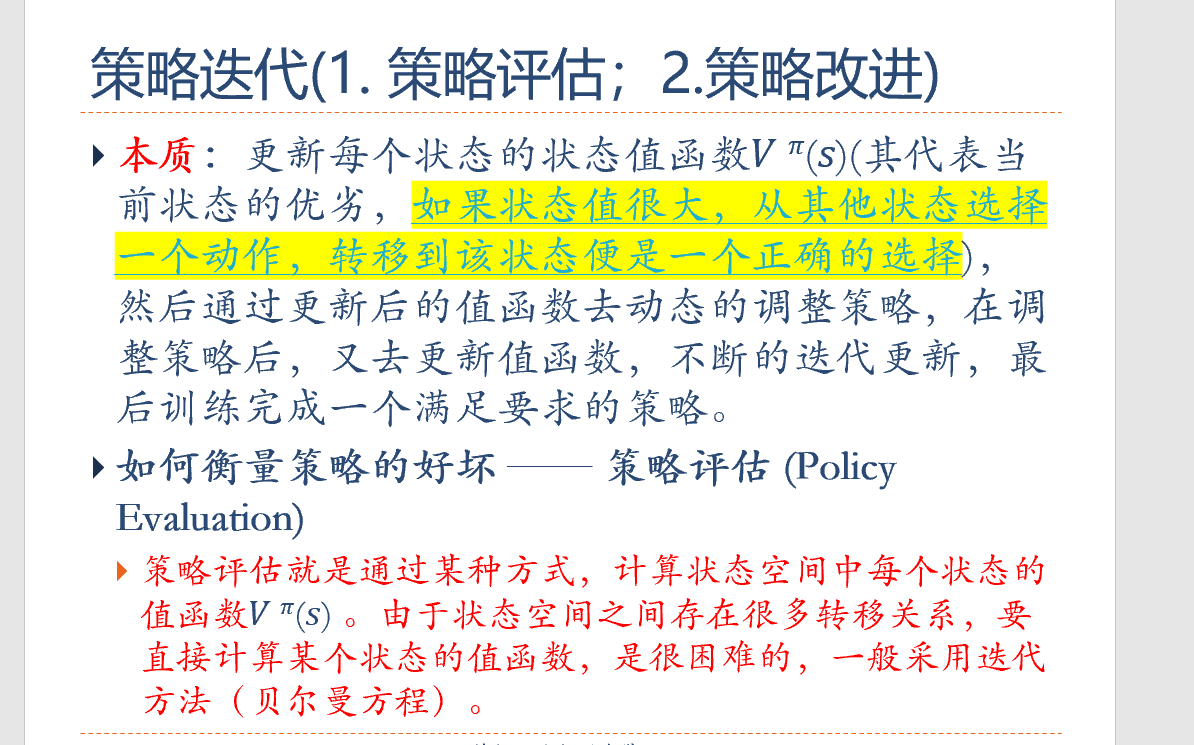 策略迭代(1. 策略评估；2.策略改进)
本质： 更新每个状态的状态值函数V π(s)(其代表当
前状态的优劣，如果状态值很大，从其他状态选择
一个动作，转移到该状态便是一个正确的选择)，
然后通过更新后的值函数去动态的调整策略，在调
整策略后，又去更新值函数，不断的迭代更新，最
后训练完成一个满足要求的策略。
如何衡量策略的好坏 —— 策略评估 (Policy
Evaluation)
策略评估就是通过某种方式，计算状态空间中每个状态的
值函数V π(s) 。由于状态空间之间存在很多转移关系，要
直接计算某个状态的值函数，是很困难的，一般采用迭代
方法（贝尔曼方程）。